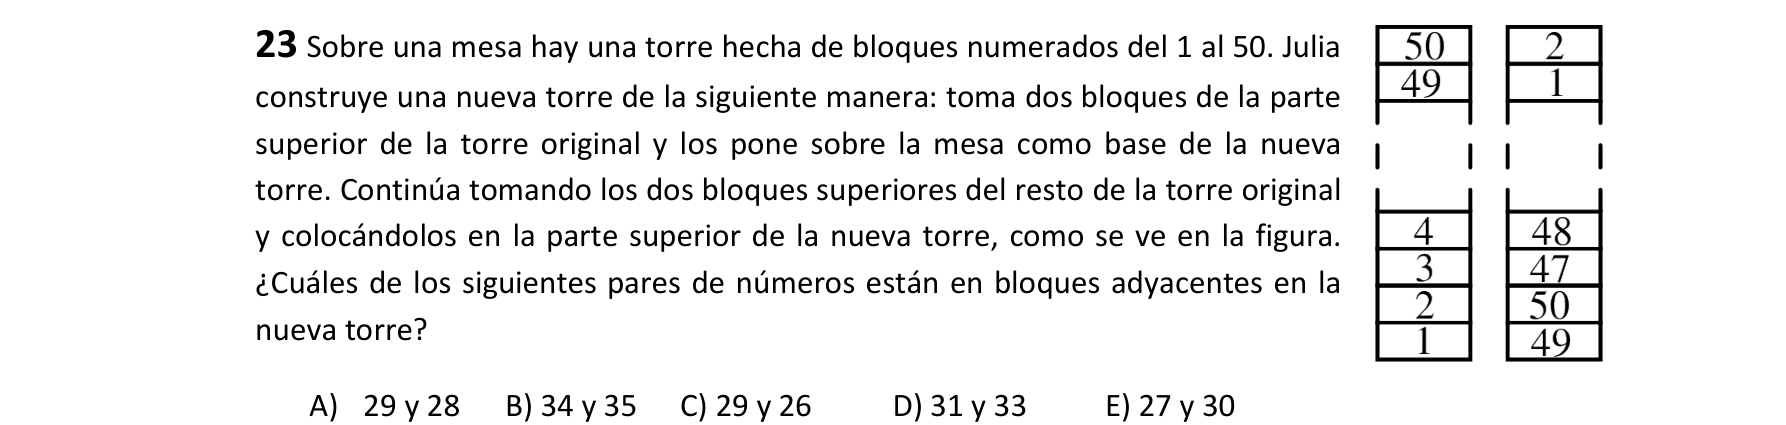 23 Sobre una mesa hay una torre hecha de bloques numerados del 1 al 50. Julia
construye una nueva torre de la siguiente manera: toma dos bloques de la parte
superior de la torre original y los pone sobre la mesa como base de la nueva
torre. Continúa tomando los dos bloques superiores del resto de la torre original
y colocándolos en la parte superior de la nueva torre, como se ve en la figura.
¿Cuáles de los siguientes pares de números están en bloques adyacentes en la
nueva torre?
A) 29 y 28 B) 34 y 35 C) 29 y 26 D) 31 y 33 E) 27 y 30
50 2
49 1
4 48
3 47
2 50
1 49